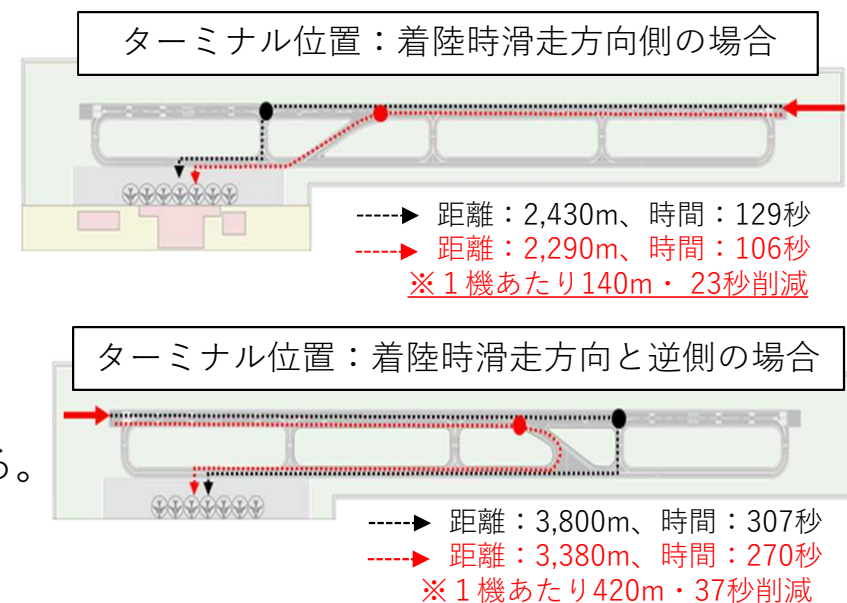 ターミナル位置：着陸時滑走方向側の場合
距離：2,430m、時間：129秒
距離：2,290m、時間：106秒
※１機あたり140m・ 23秒削減
ターミナル位置：着陸時滑走方向と逆側の場合
る。
距離：3,800m、時間：307秒
距離：3,380m、時間：270秒
※１機あたり420m・37秒削減